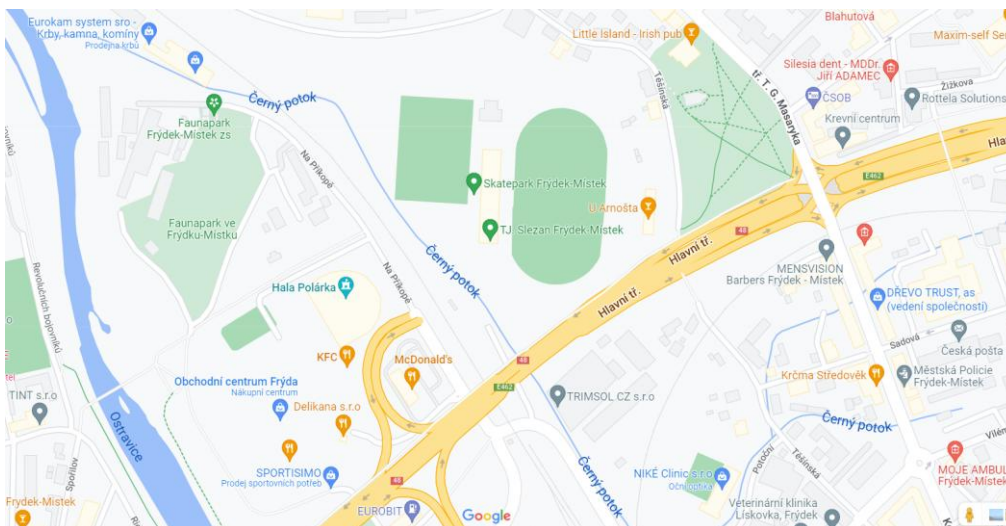 Eurokam system sro -
Krby, kamna, komíny
Prodejna krbů
Little Island - Irish pub
Blahutová
Maxim-self Se
Silesia dent - MDDr.
Jiří ADAMEC
Žižkova
ČSOB
Rottela Solutions
Krevní centrum
tř. T. G. Masaryka
Těšínská
Černý potok
Faunapark
Frýdek-Místek zs
Na Příkopě
Skatepark Frýdek-Místek
E462
Hla
U Arnošta
TJ. Slezan Frýdek-Místek
Faunapark ve
Frýdku-Místku
Hlavní tř.
48
MENSVISION
Barbers Frýdek - Místek
Revolučních bojovníků
Černý potok
Na Příkopě
Hala Polárka
Hlavní tř.
DŘEVO TRUST, as
(vedení společnosti)
Sadová
Česká pošta
KFC
McDonald's
48
E462
Krčma Středověk
Městská Policie
Frýdek-Místek
Obchodní centrum Frýda
Nákupní centrum
TINT s.r.o
Delikana s.r.o
TRIMSOL CZ s.r.o
Ostravice
Černý potok
Vilém
Sporilov
SPORTISIMO
Prodej sportovních potřeb
48
Černý potok
NIKÉ Clinic s.r.o
Oční optika
Potoční
Těšínská
MOJE AMBUL
Frýdek-Místek
Frýdek-Místek
EUROBIT
Google
Veterinární klinika
Lískovka, Frýdek